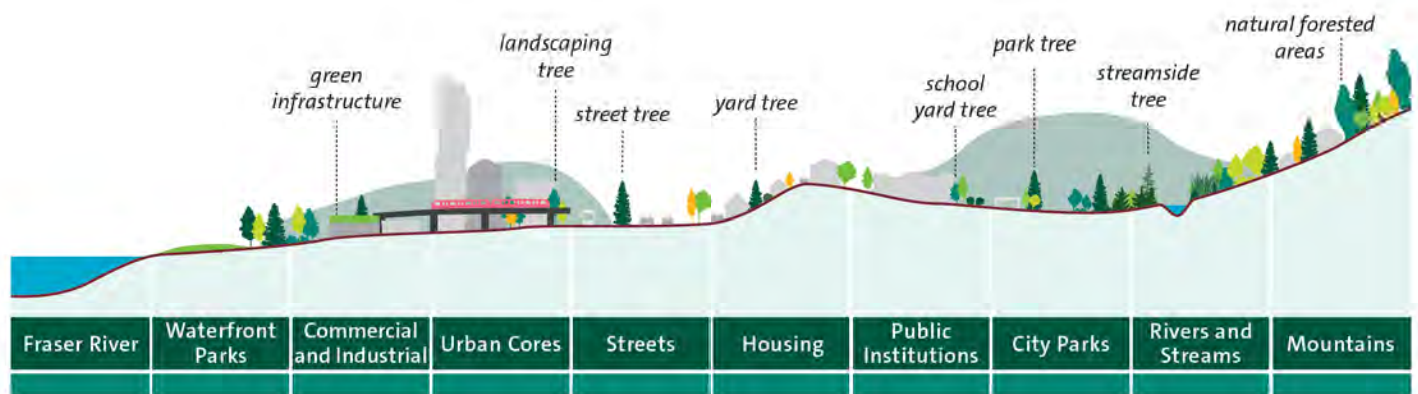 green
infrastructure
landscaping
tree
street tree
yard tree
school
yard tree
park tree
streamside
tree
natural forested
areas
Fraser River
Waterfront
Parks
Commercial
and Industrial
Urban Cores
Streets
Housing
Public
Institutions
City Parks
Rivers and
Streams
Mountains